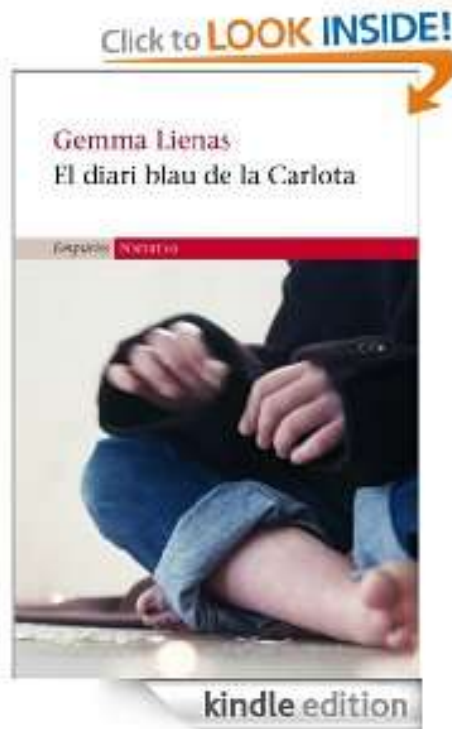 Click to LOOK INSIDE!
Gemma Lienas
El diari blau de la Carlota
Empúries Narrativa
kindle edition